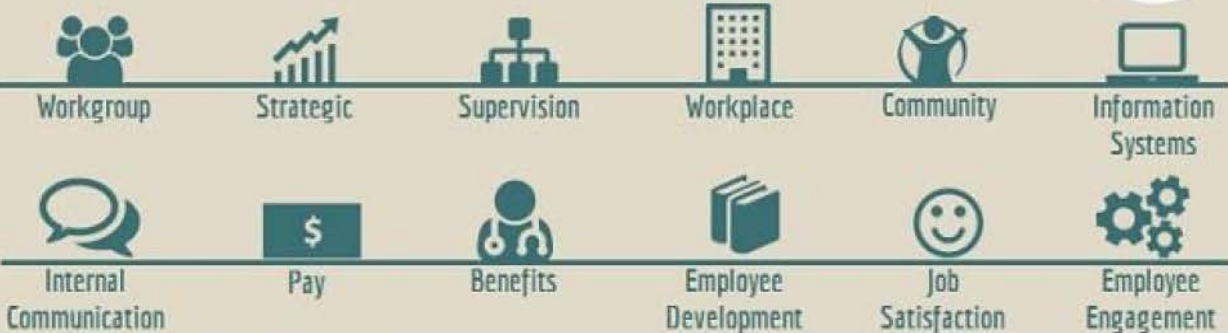 Workgroup
Strategic
Supervision
Workplace
Community
Information
Systems
$
Internal
Communication
Pay
Benefits
Employee
Development
Job
Satisfaction
Employee
Engagement